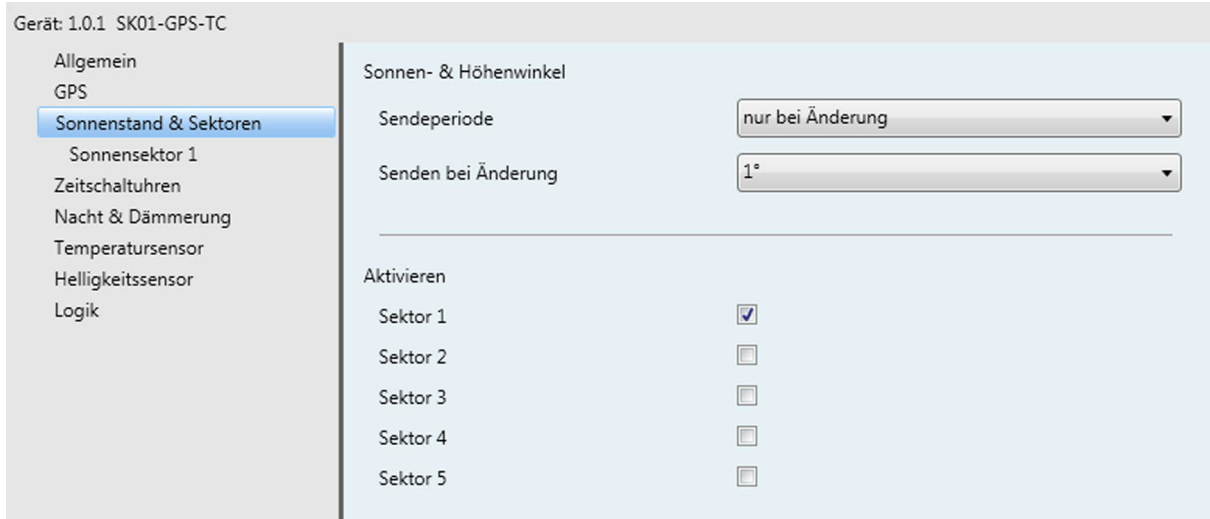 Gerät: 1.0.1 SK01-GPS-TC
Allgemein
GPS
Sonnenstand & Sektoren
Sonnensektor 1
Zeitschaltuhren
Nacht & Dämmerung
Temperatursensor
Helligkeitssensor
Logik
Sonnen- & Höhenwinkel
Sendeperiode nur bei Änderung
Senden bei Änderung 1°
Aktivieren
Sektor 1
Sektor 2
Sektor 3
Sektor 4
Sektor 5